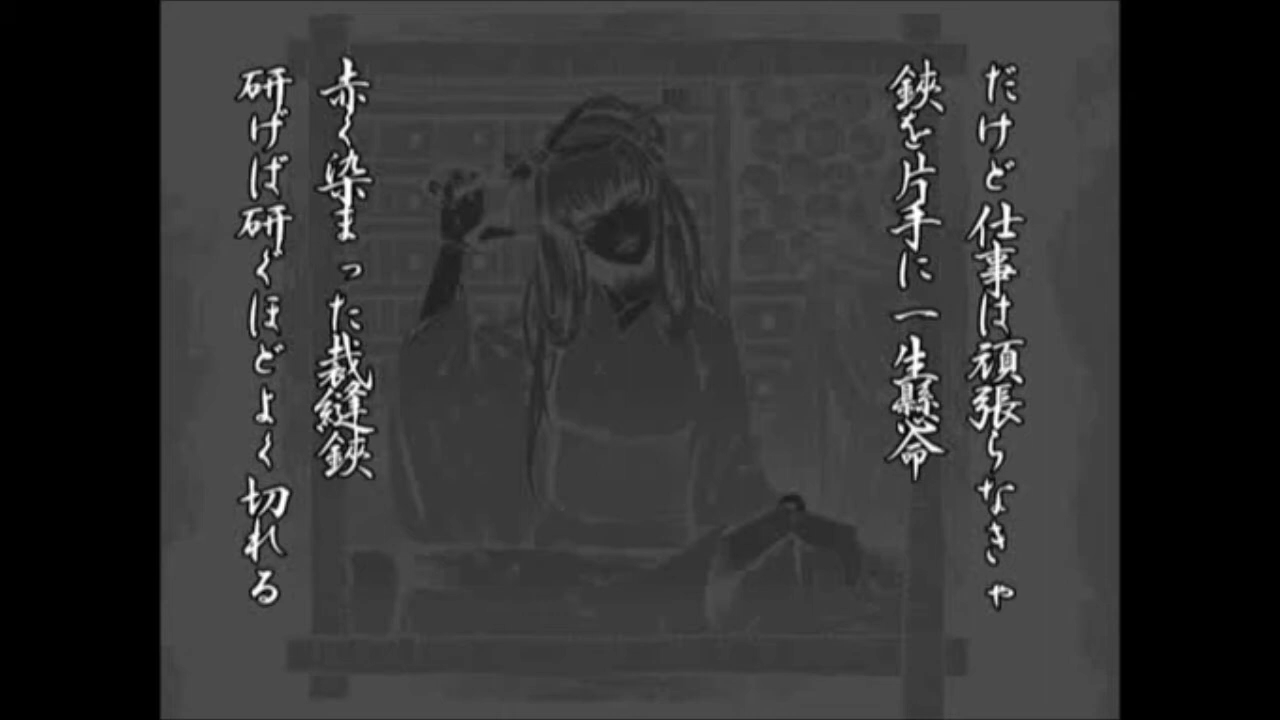 だけど仕事は頑張らなきゃ
鋏を片手に一生懸命
赤く染まった裁縫鋏
研げば研ぐほどよく切れる